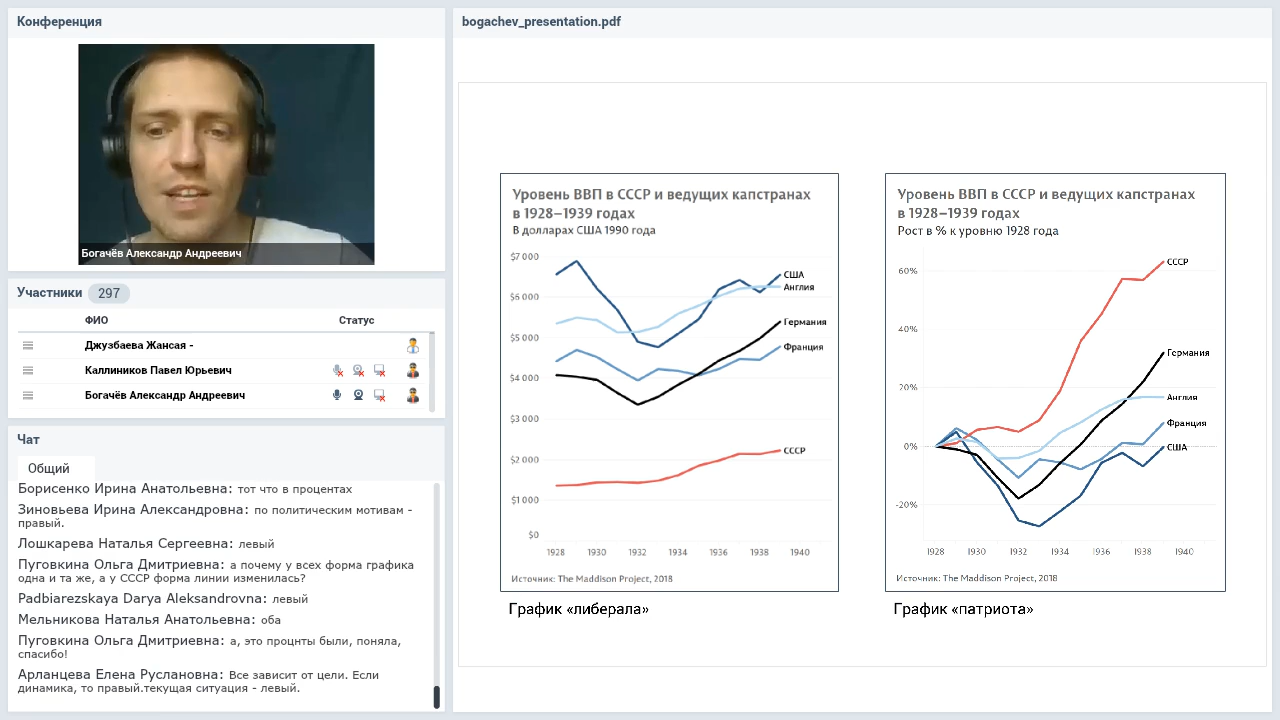 Конференция
Богачёв Александр Андреевич
Участники 297
ФИО Статус
Джузбаева Жансая -
Каллиников Павел Юрьевич
Богачёв Александр Андреевич
Чат
Общий
Борисенко Ирина Анатольевна: тот что в процентах
Зиновьева Ирина Александровна: по политическим мотивам -
правый.
Лошкарева Наталья Сергеевна: левый
Пуговкина Ольга Дмитриевна: а почему у всех форма графика
одна и та же, а у СССР форма линии изменилась?
Padbiarezskaya Darya Aleksandrovna: левый
Мельникова Наталья Анатольевна: оба
Пуговкина Ольга Дмитриевна: а, это процнты были, поняла,
спасибо!
Арланцева Елена Руслановна: Все зависит от цели. Если
динамика, то правый.текущая ситуация - левый.
bogachev_presentation.pdf
Уровень ВВП в СССР и ведущих капстранах
в 1928–1939 годах
В долларах США 1990 года
$7 000
$6 000
$5 000
$4 000
$3 000
$2 000
$1 000
$0
США
Англия
Германия
Франция
СССР
1928 1930 1932 1934 1936 1938 1940
Источник: The Maddison Project, 2018
График «либерала»
Уровень ВВП в СССР и ведущих капстранах
в 1928–1939 годах
Рост в % к уровню 1928 года
60%
40%
20%
0%
-20%
СССР
Германия
Англия
Франция
США
1928 1930 1932 1934 1936 1938 1940
Источник: The Maddison Project, 2018
График «патриота»